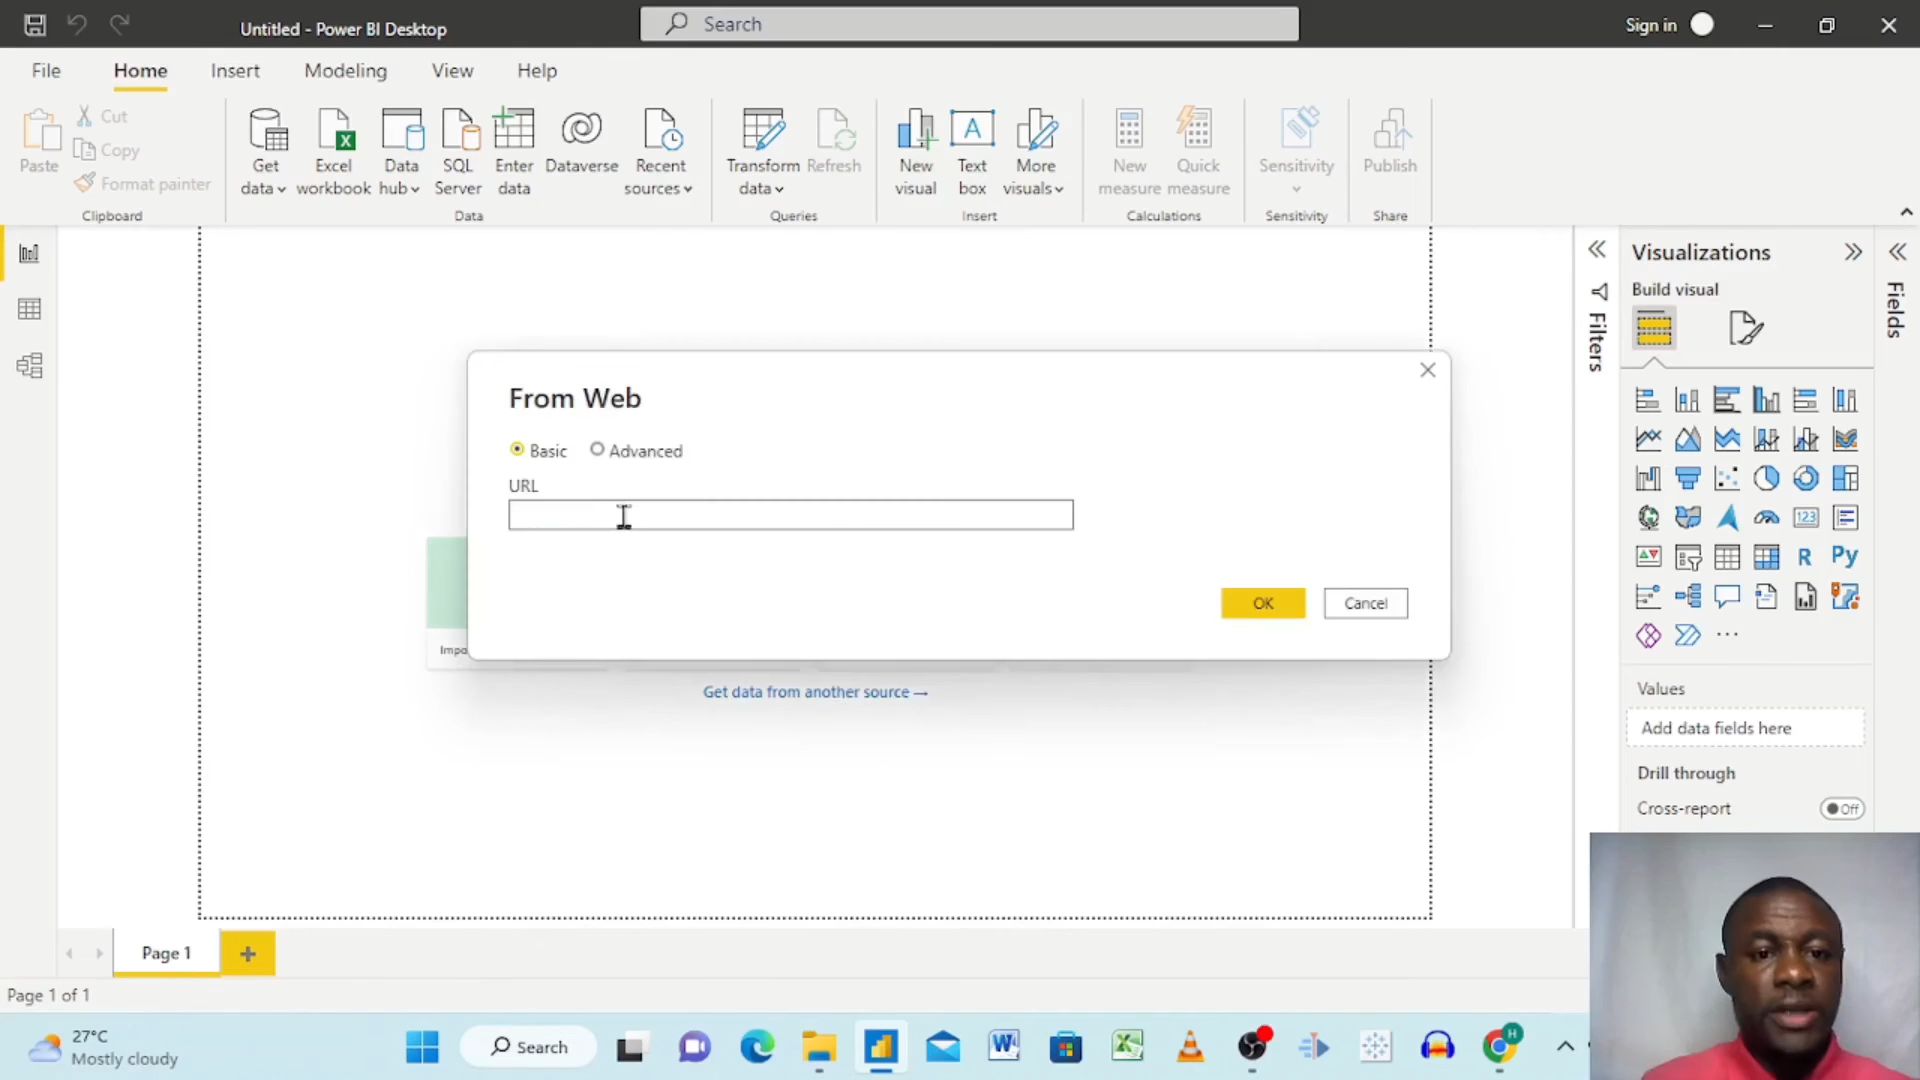 Untitled - Power BI Desktop
Search
Sign in
File
Home
Insert
Modeling
View
Help
Paste
Cut
Copy
Format painter
Clipboard
Get data
Excel workbook
Data hub
SQL Server
Enter data
Dataverse
Recent sources
Data
Transform data
Refresh
Queries
New visual
A
Text box
More visuals
Insert
New measure
Quick measure
Calculations
Sensitivity
Sensitivity
Publish
Share
Filters
Visualizations
Build visual
Fields
123
R
Py
Values
Add data fields here
Drill through
Cross-report
Off
From Web
Basic
Advanced
URL
OK
Cancel
Impo
Get data from another source →
Page 1
Page 1 of 1
27°C
Mostly cloudy
Search
H